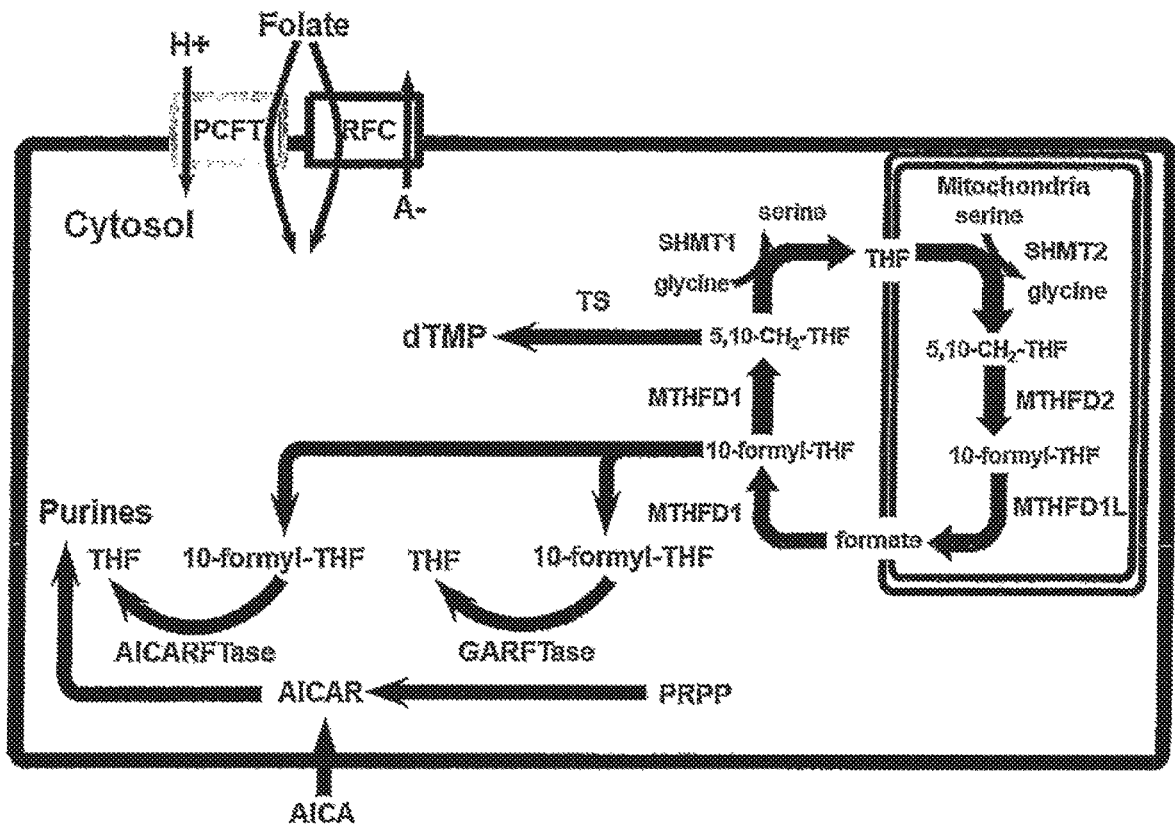 Folate
H+
PCFT
RFC
A-
Cytosol
Mitochondria
serine
serine
SHMT1
THF
SHMT2
glycine
glycine
TS
dTMP
5,10-CH₂-THF
5,10-CH₂-THF
MTHFD1
MTHFD2
10-formyl-THF
10-formyl-THF
Purines
MTHFD1
MTHFD1L
formate
THF
10-formyl-THF
THF
10-formyl-THF
AICARFTase
GARFTase
AICAR
PRPP
AICA